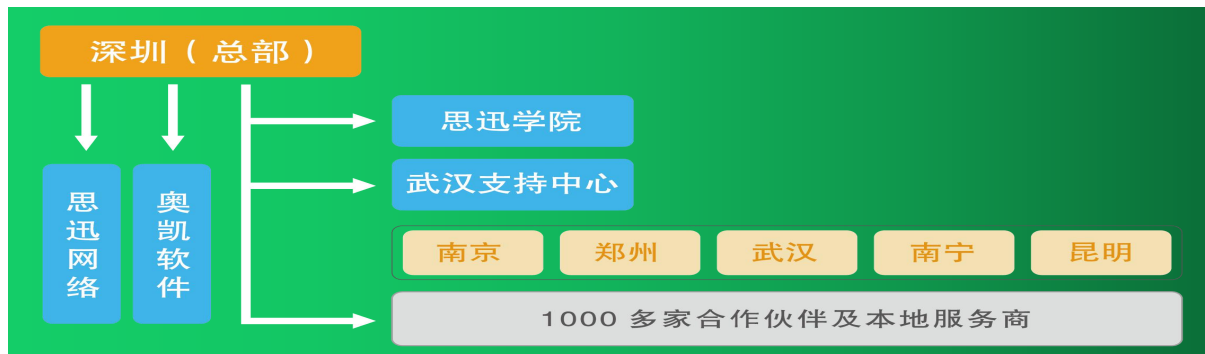 深圳（总部）
思迅网络
奥凯软件
思迅学院
武汉支持中心
南京 郑州 武汉 南宁 昆明
1000 多家合作伙伴及本地服务商